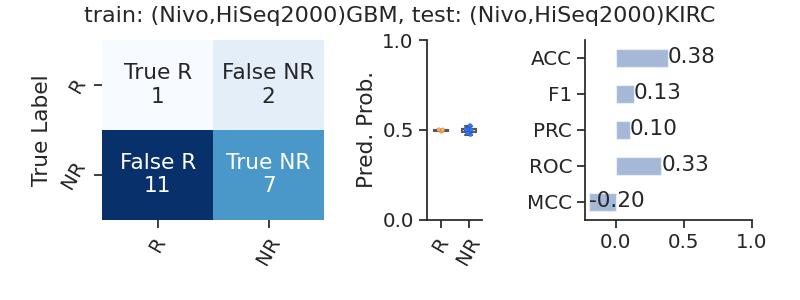 train: (Nivo,HiSeq2000)GBM, test: (Nivo,HiSeq2000)KIRC
True Label
R
NR
True R
1
False NR
2
False R
11
True NR
7
R
NR
Pred. Prob.
1.0
0.5
0.0
R
NR
ACC
0.38
F1
0.13
PRC
0.10
ROC
0.33
MCC
-0.20
0.0
0.5
1.0